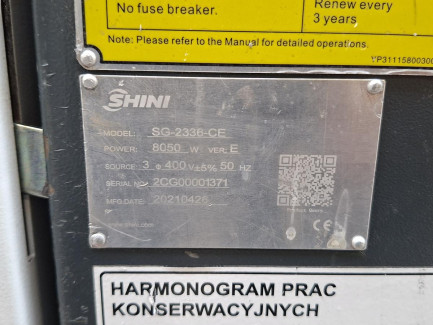 No fuse breaker.
Renew every
3 years
Note: Please refer to the Manual for detailed operations.
SHINI
MODEL: SG-2336-CE
POWER: 8050 W VER: E
SOURCE: 3 Φ 400 V±5% 50 HZ
SERIAL NO: 2CG00001371
MFG.DATE: 20210426
CE
HARMONOGRAM PRAC
KONSERWACYJNYCH